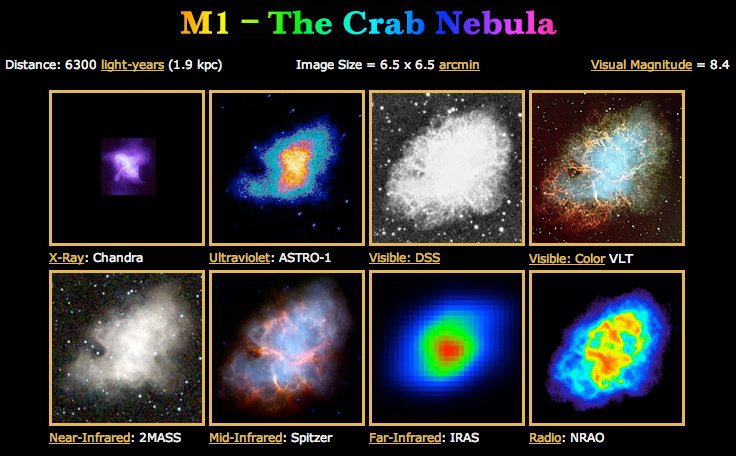 M1 – The Crab Nebula
Distance: 6300 light-years (1.9 kpc) Image Size = 6.5 x 6.5 arcmin Visual Magnitude = 8.4
X-Ray: Chandra Ultraviolet: ASTRO-1 Visible: DSS Visible: Color VLT
Near-Infrared: 2MASS Mid-Infrared: Spitzer Far-Infrared: IRAS Radio: NRAO